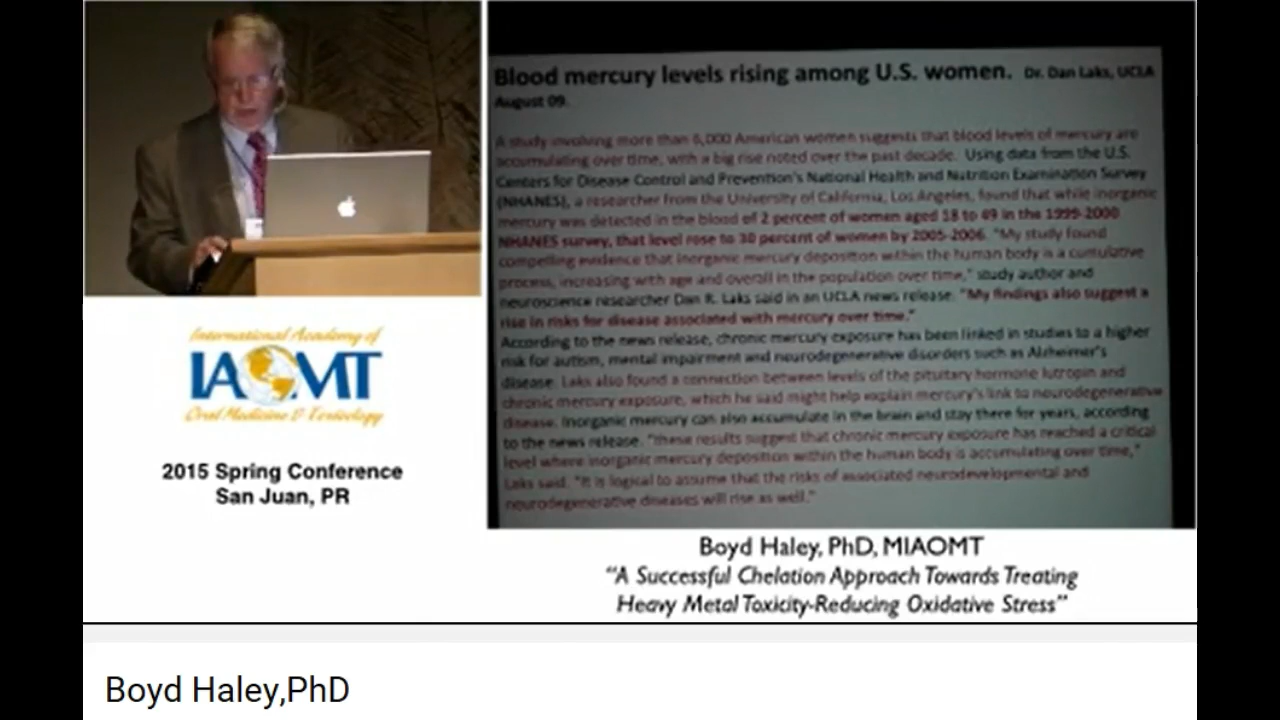 Blood mercury levels rising among U.S. women. Dr. Dan Laks, UCLA
August 09.
A study involving more than 6,000 American women suggests that blood levels of mercury are
accumulating over time, with a big rise noted over the past decade. Using data from the U.S.
Centers for Disease Control and Prevention's National Health and Nutrition Examination Survey
(NHANES), a researcher from the University of California, Los Angeles, found that while inorganic
mercury was detected in the blood of 2 percent of women aged 18 to 49 in the 1999-2000
NHANES survey, that level rose to 30 percent of women by 2005-2006. "My study found
compelling evidence that inorganic mercury deposition within the human body is a cumulative
process, increasing with age and overall in the population over time," study author and
neuroscience researcher Dan R. Laks said in an UCLA news release. "My findings also suggest a
rise in risks for disease associated with mercury over time."
According to the news release, chronic mercury exposure has been linked in studies to a higher
risk for autism, mental impairment and neurodegenerative disorders such as Alzheimer's
disease. Laks also found a connection between levels of the pituitary hormone lutropin and
chronic mercury exposure, which he said might help explain mercury's link to neurodegenerative
disease. Inorganic mercury can also accumulate in the brain and stay there for years, according
to the news release. "These results suggest that chronic mercury exposure has reached a critical
level where inorganic mercury deposition within the human body is accumulating over time,"
Laks said. "It is logical to assume that the risks of associated neurodevelopmental and
neurodegenerative diseases will rise as well."
International Academy of
IAOMT
Oral Medicine & Toxicology
2015 Spring Conference
San Juan, PR
Boyd Haley, PhD, MIAOMT
"A Successful Chelation Approach Towards Treating
Heavy Metal Toxicity-Reducing Oxidative Stress"
Boyd Haley,PhD